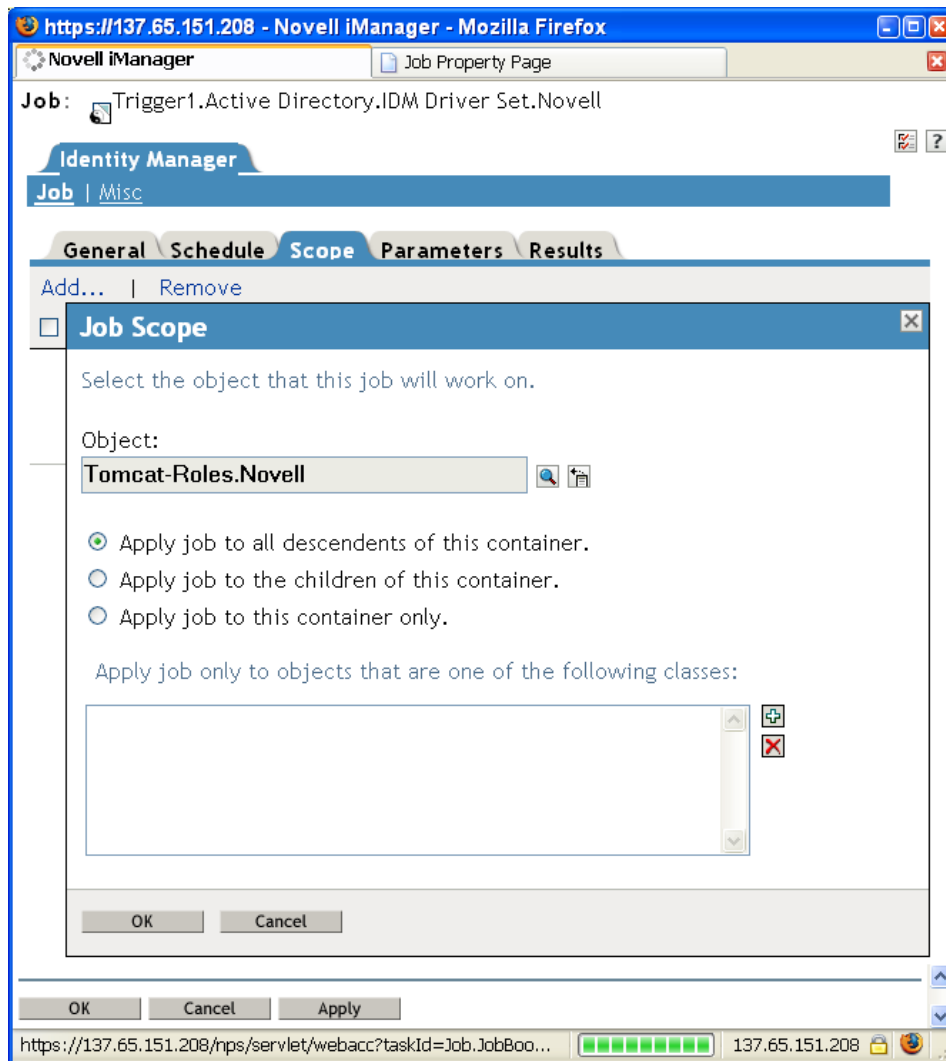 https://137.65.151.208 - Novell iManager - Mozilla Firefox
Novell iManager Job Property Page
Job: Trigger1.Active Directory.IDM Driver Set.Novell
Identity Manager
?
Job | Misc
General Schedule Scope Parameters Results
Add... | Remove
Job Scope
Select the object that this job will work on.
Object:
Tomcat-Roles.Novell
Apply job to all descendents of this container.
Apply job to the children of this container.
Apply job to this container only.
Apply job only to objects that are one of the following classes:
OK Cancel
OK Cancel Apply
https://137.65.151.208/nps/servlet/webacc?taskId=Job.JobBoo... 137.65.151.208